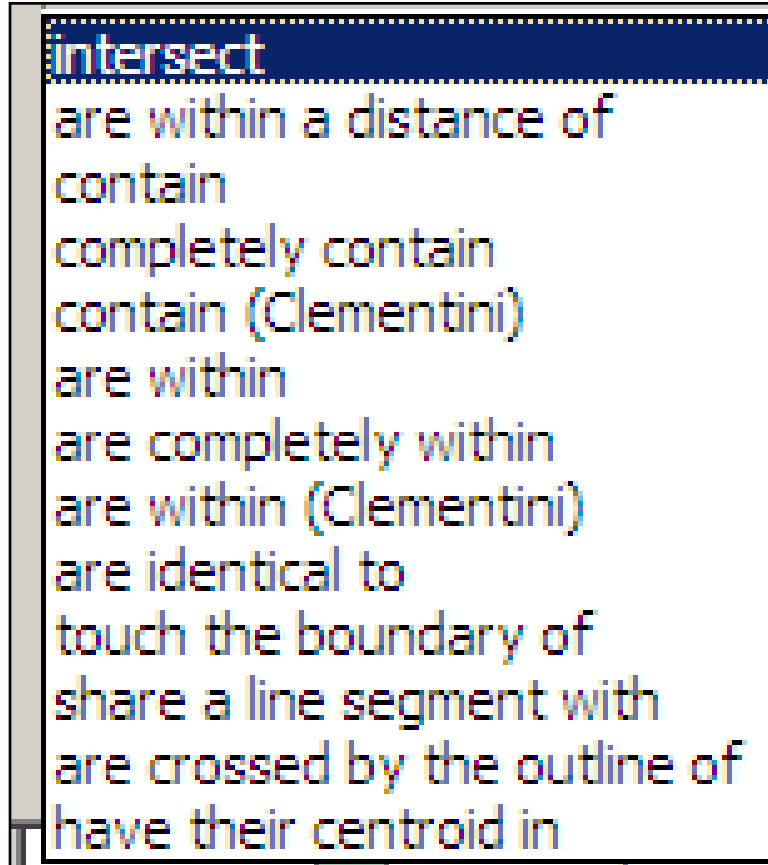 intersect
are within a distance of
contain
completely contain
contain (Clementini)
are within
are completely within
are within (Clementini)
are identical to
touch the boundary of
share a line segment with
are crossed by the outline of
have their centroid in